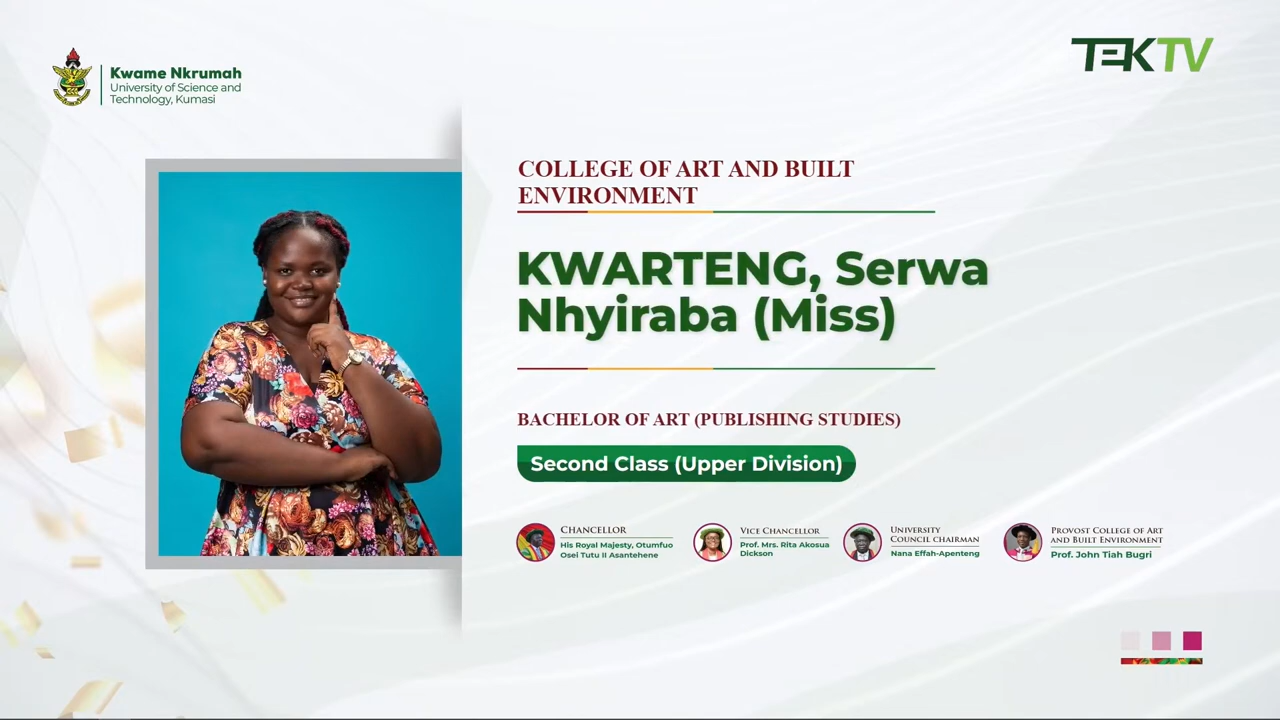 Kwame Nkrumah
University of Science and
Technology, Kumasi
TEKTV
COLLEGE OF ART AND BUILT
ENVIRONMENT
KWARTENG, Serwa
Nhyiraba (Miss)
BACHELOR OF ART (PUBLISHING STUDIES)
Second Class (Upper Division)
CHANCELLOR
His Royal Majesty, Otumfuo
Osei Tutu II Asantehene
VICE CHANCELLOR
Prof. Mrs. Rita Akosua
Dickson
UNIVERSITY
COUNCIL CHAIRMAN
Nana Effah-Apenteng
PROVOST COLLEGE OF ART
AND BUILT ENVIRONMENT
Prof. John Tiah Bugri